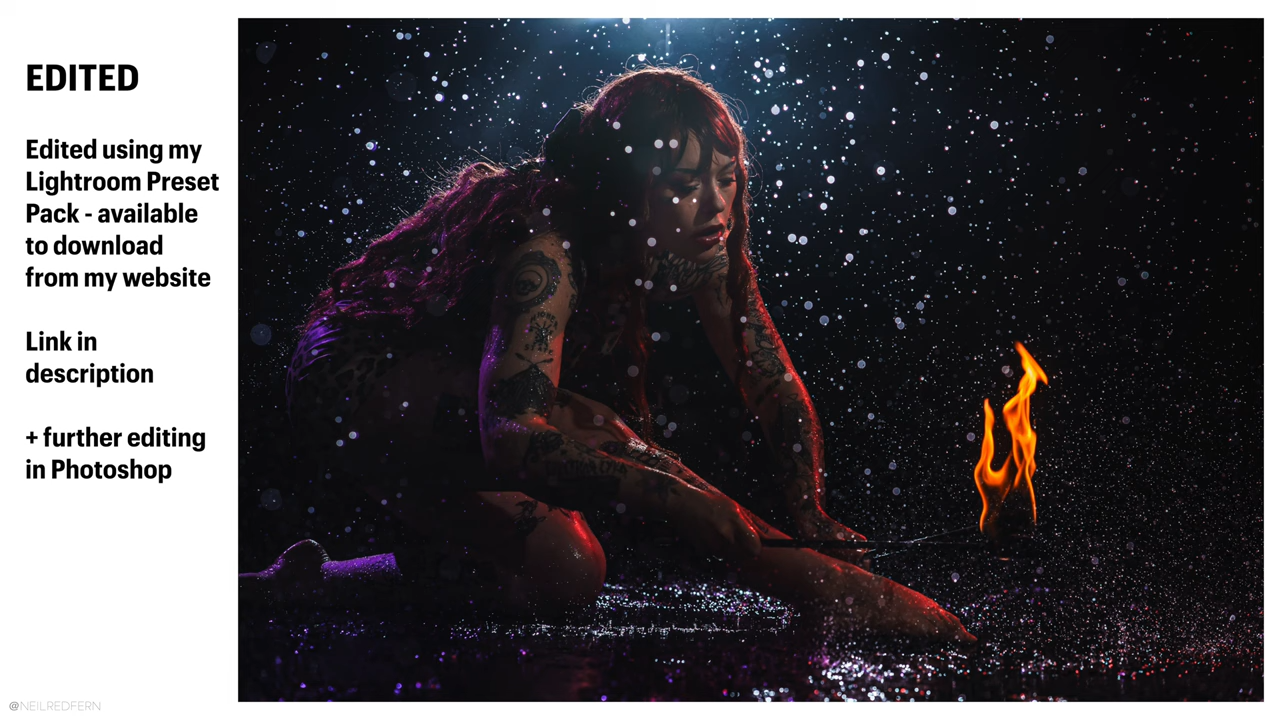 EDITED
Edited using my
Lightroom Preset
Pack - available
to download
from my website
Link in
description
+ further editing
in Photoshop
@NEILREDFERN